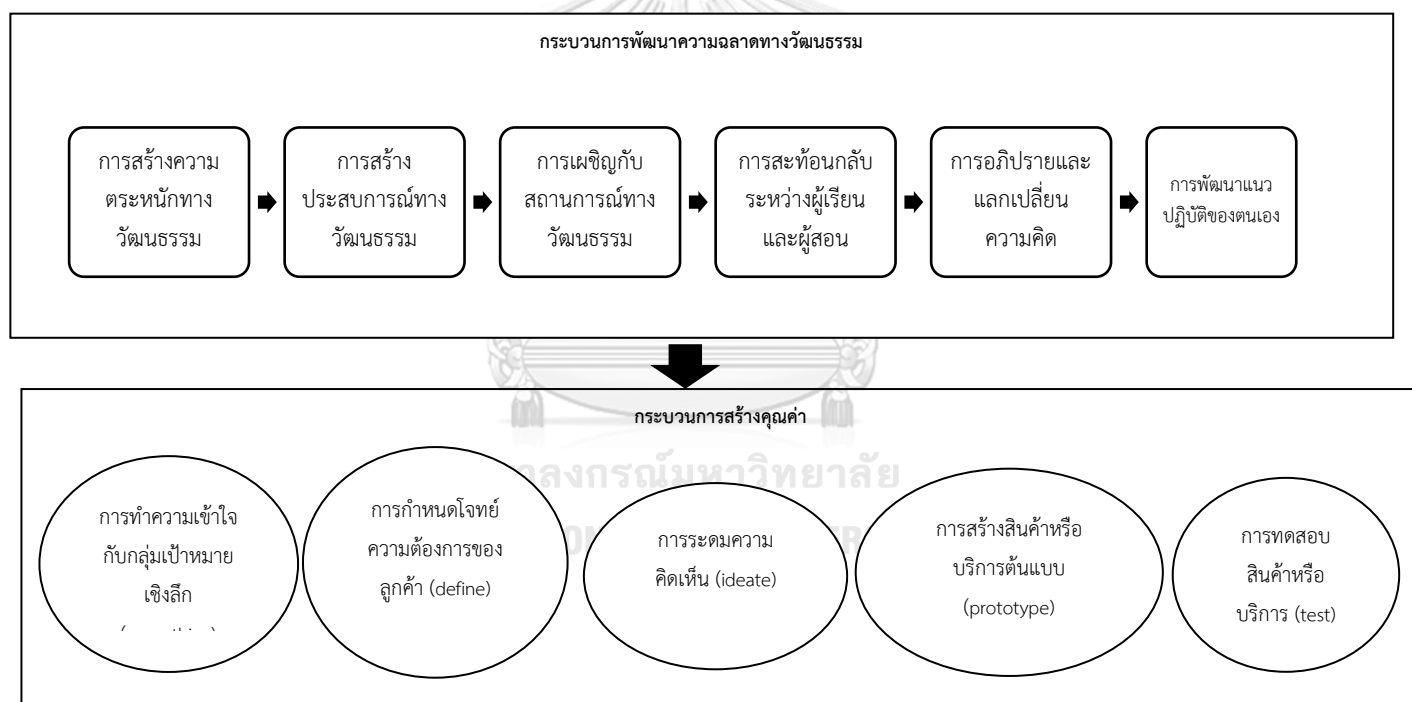 กระบวนการพัฒนาความฉลาดทางวัฒนธรรม
การสร้างความ
ตระหนักทาง
วัฒนธรรม
การสร้าง
ประสบการณ์ทาง
วัฒนธรรม
การเผชิญกับ
สถานการณ์ทาง
วัฒนธรรม
การสะท้อนกลับ
ระหว่างผู้เรียน
และผู้สอน
การอภิปรายและ
แลกเปลี่ยน
ความคิด
การพัฒนาแนว
ปฏิบัติของตนเอง
กระบวนการสร้างคุณค่า
การทำความเข้าใจ
กับกลุ่มเป้าหมาย
เชิงลึก
การกำหนดโจทย์
ความต้องการของ
ลูกค้า (define)
การระดมความ
คิดเห็น (ideate)
การสร้างสินค้าหรือ
บริการต้นแบบ
(prototype)
การทดสอบ
สินค้าหรือ
บริการ (test)